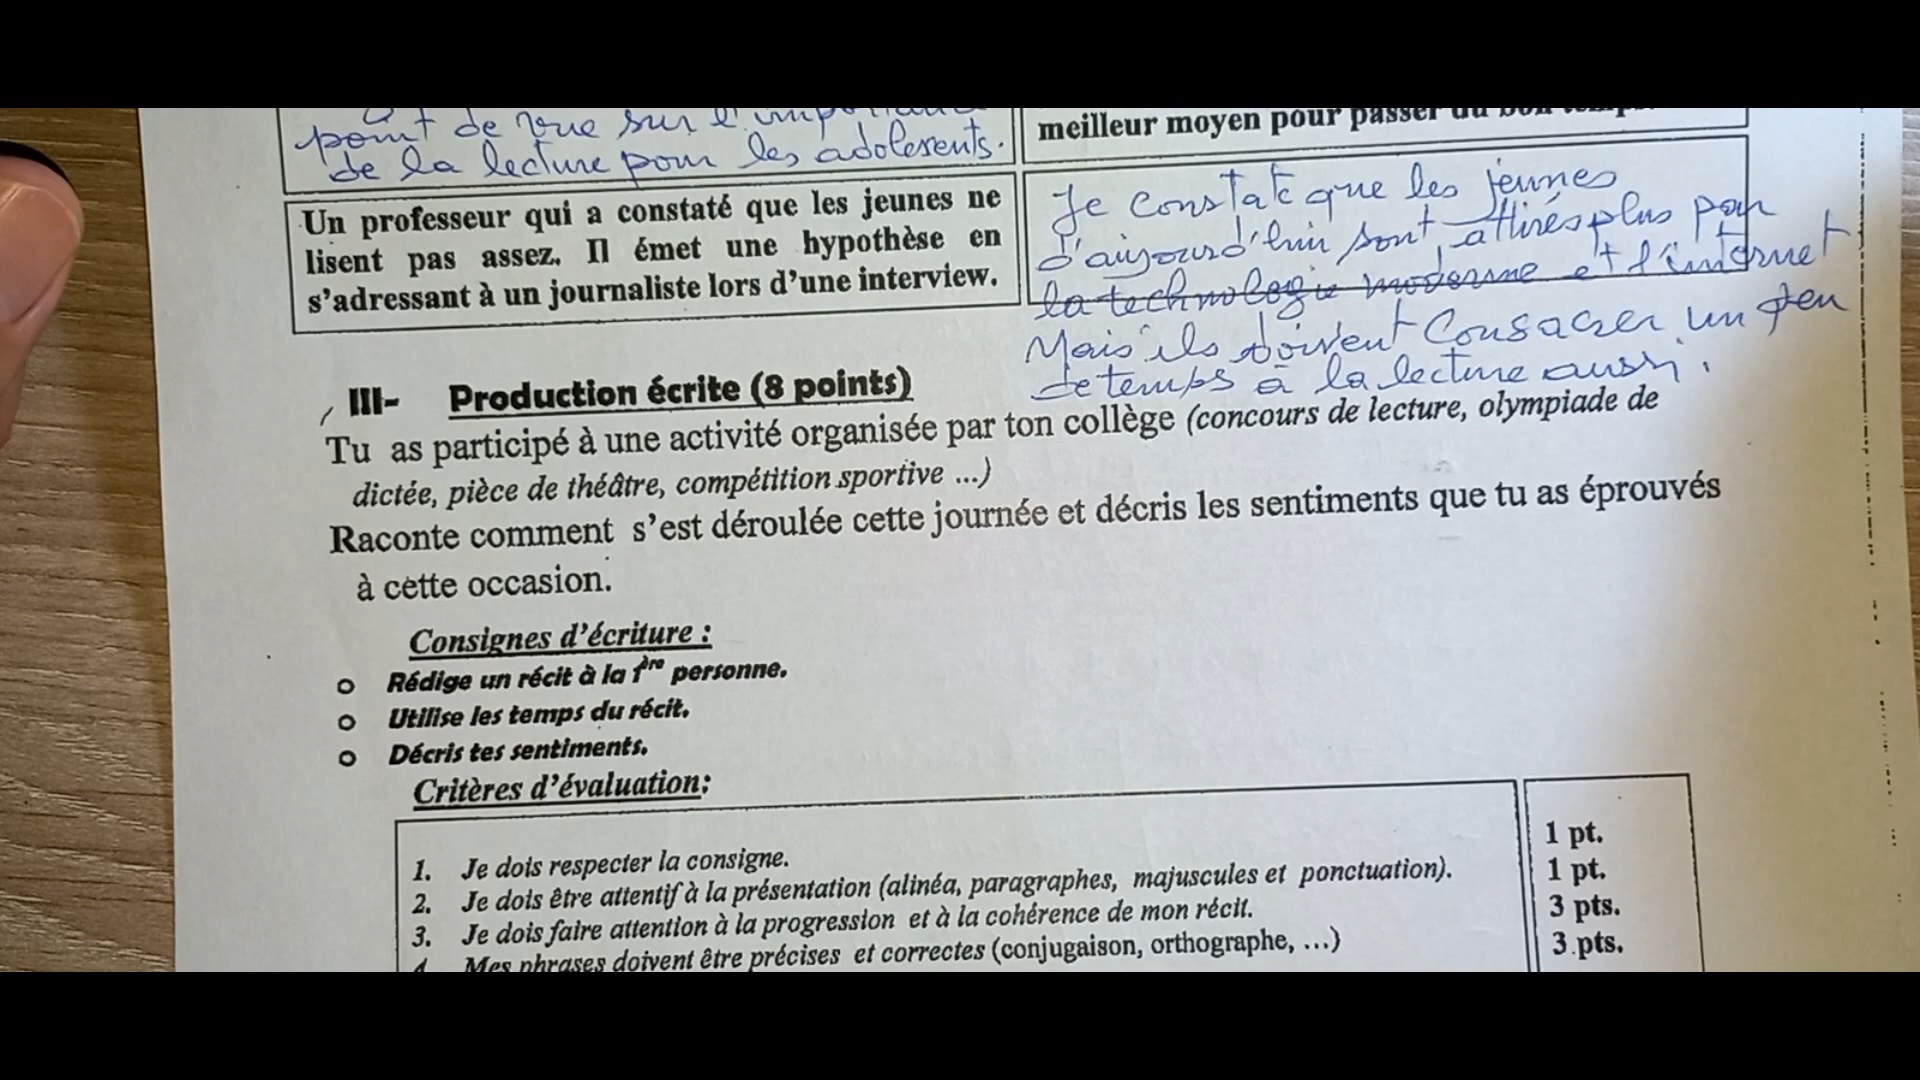 point de vue sur l'importance
de la lecture pour les adolesents.
meilleur moyen pour passer du bon temps.
Un professeur qui a constaté que les jeunes ne
lisent pas assez. Il émet une hypothèse en
s'adressant à un journaliste lors d'une interview.
Je constate que les jeunes
d'aujourd'hui sont attirés plus par
la technologie moderne et l'internet
Mais ils doivent consacrer un peu
de temps à la lecture aussi.
III- Production écrite (8 points)
Tu as participé à une activité organisée par ton collège (concours de lecture, olympiade de
dictée, pièce de théâtre, compétition sportive ...)
Raconte comment s'est déroulée cette journée et décris les sentiments que tu as éprouvés
à cette occasion.
Consignes d'écriture :
o Rédige un récit à la 1ère personne.
o Utilise les temps du récit.
o Décris tes sentiments.
Critères d'évaluation:
1. Je dois respecter la consigne. 1 pt.
2. Je dois être attentif à la présentation (alinéa, paragraphes, majuscules et ponctuation). 1 pt.
3. Je dois faire attention à la progression et à la cohérence de mon récit. 3 pts.
4. Mes phrases doivent être précises et correctes (conjugaison, orthographe, ...) 3.pts.